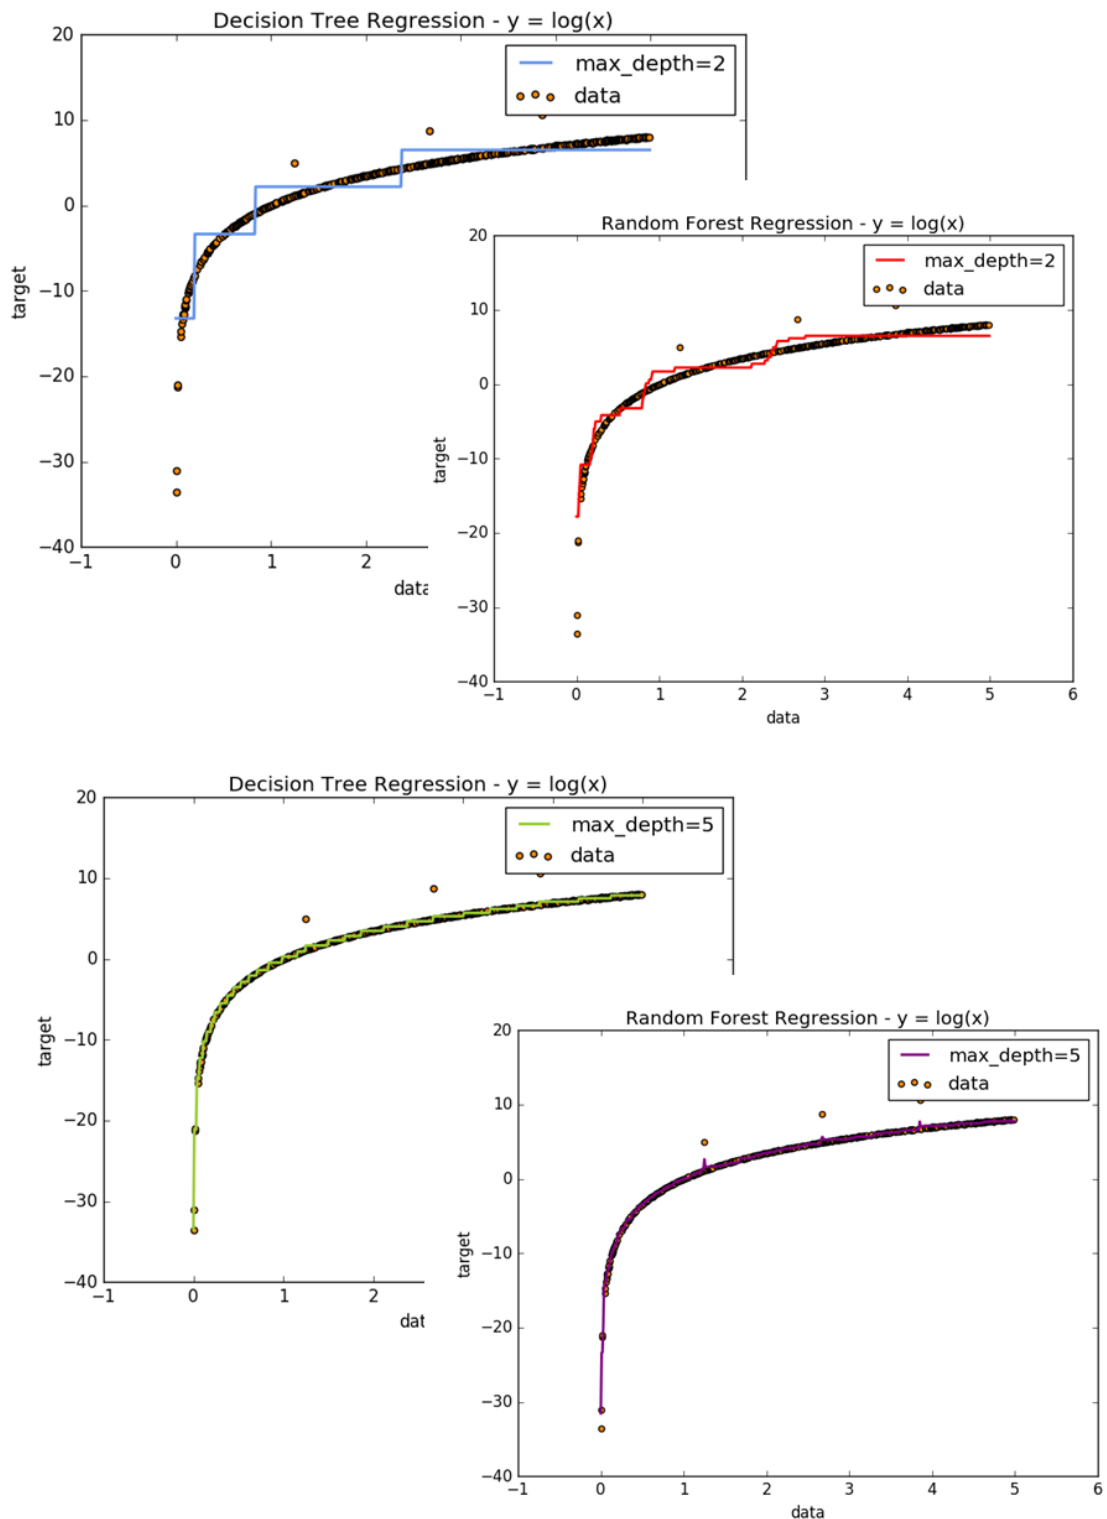 Decision Tree Regression - y = log(x)
20
10
0
−10
−20
−30
−40
target
max_depth=2
data
−1 0 1 2
data
Random Forest Regression - y = log(x)
20
10
0
−10
−20
−30
−40
target
max_depth=2
data
−1 0 1 2 3 4 5 6
data
Decision Tree Regression - y = log(x)
20
10
0
−10
−20
−30
−40
target
max_depth=5
data
−1 0 1 2
dat
Random Forest Regression - y = log(x)
20
10
0
−10
−20
−30
−40
target
max_depth=5
data
−1 0 1 2 3 4 5 6
data